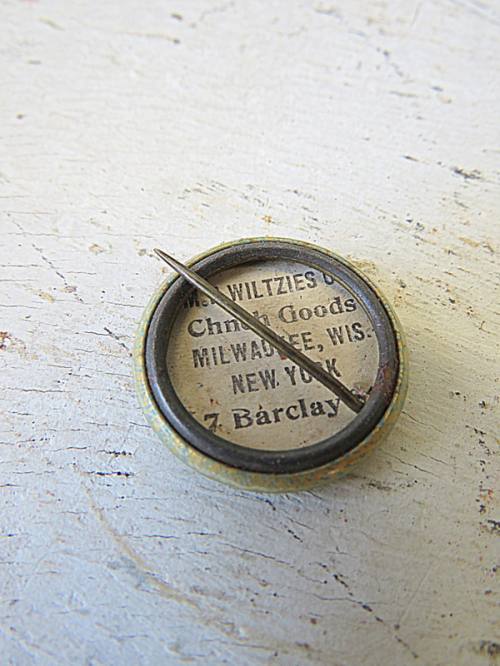 WILTZIES
Church Goods
MILWAUKEE, WIS.
NEW YORK
7 Barclay